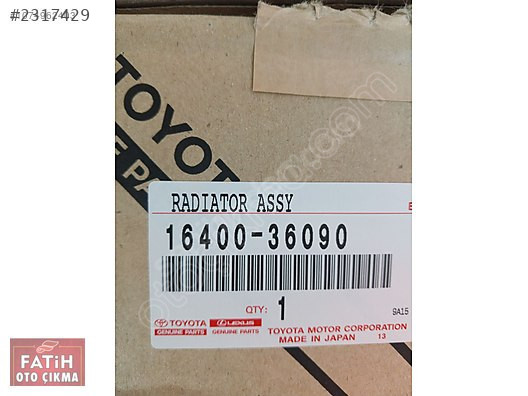 #2317429
TOYOTA
RADIATOR ASSY
16400-36090
QTY: 1
SA15
TOYOTA LEXUS
GENUINE PARTS GENUINE PARTS
TOYOTA MOTOR CORPORATION
MADE IN JAPAN 13
FATiH
OTO ÇIKMA